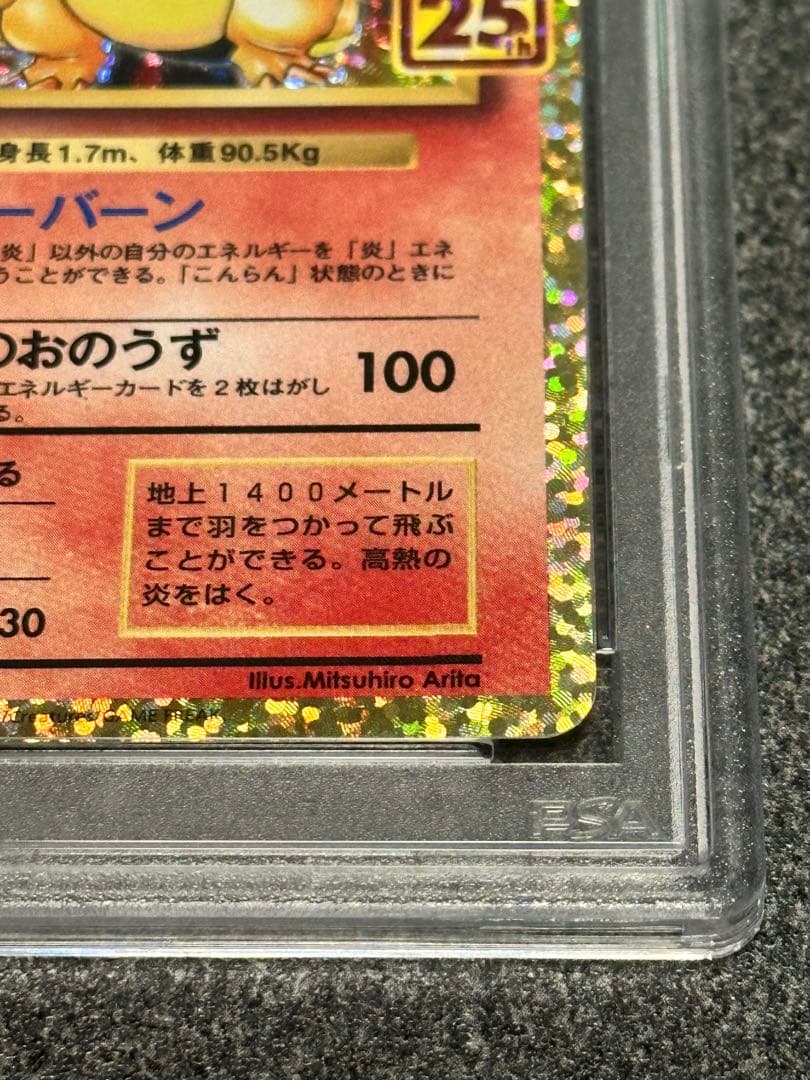 25th
身長1.7m、体重90.5Kg
ーバーン
炎」以外の自分のエネルギーを「炎」エネ
うことができる。「こんらん」状態のときに
のおのうず
100
エネルギーカードを２枚はがし
る。
る
地上１４００メートル
まで羽をつかって飛ぶ
ことができる。高熱の
炎をはく。
30
Illus.Mitsuhiro Arita
Creatures GAME FREAK
PSA